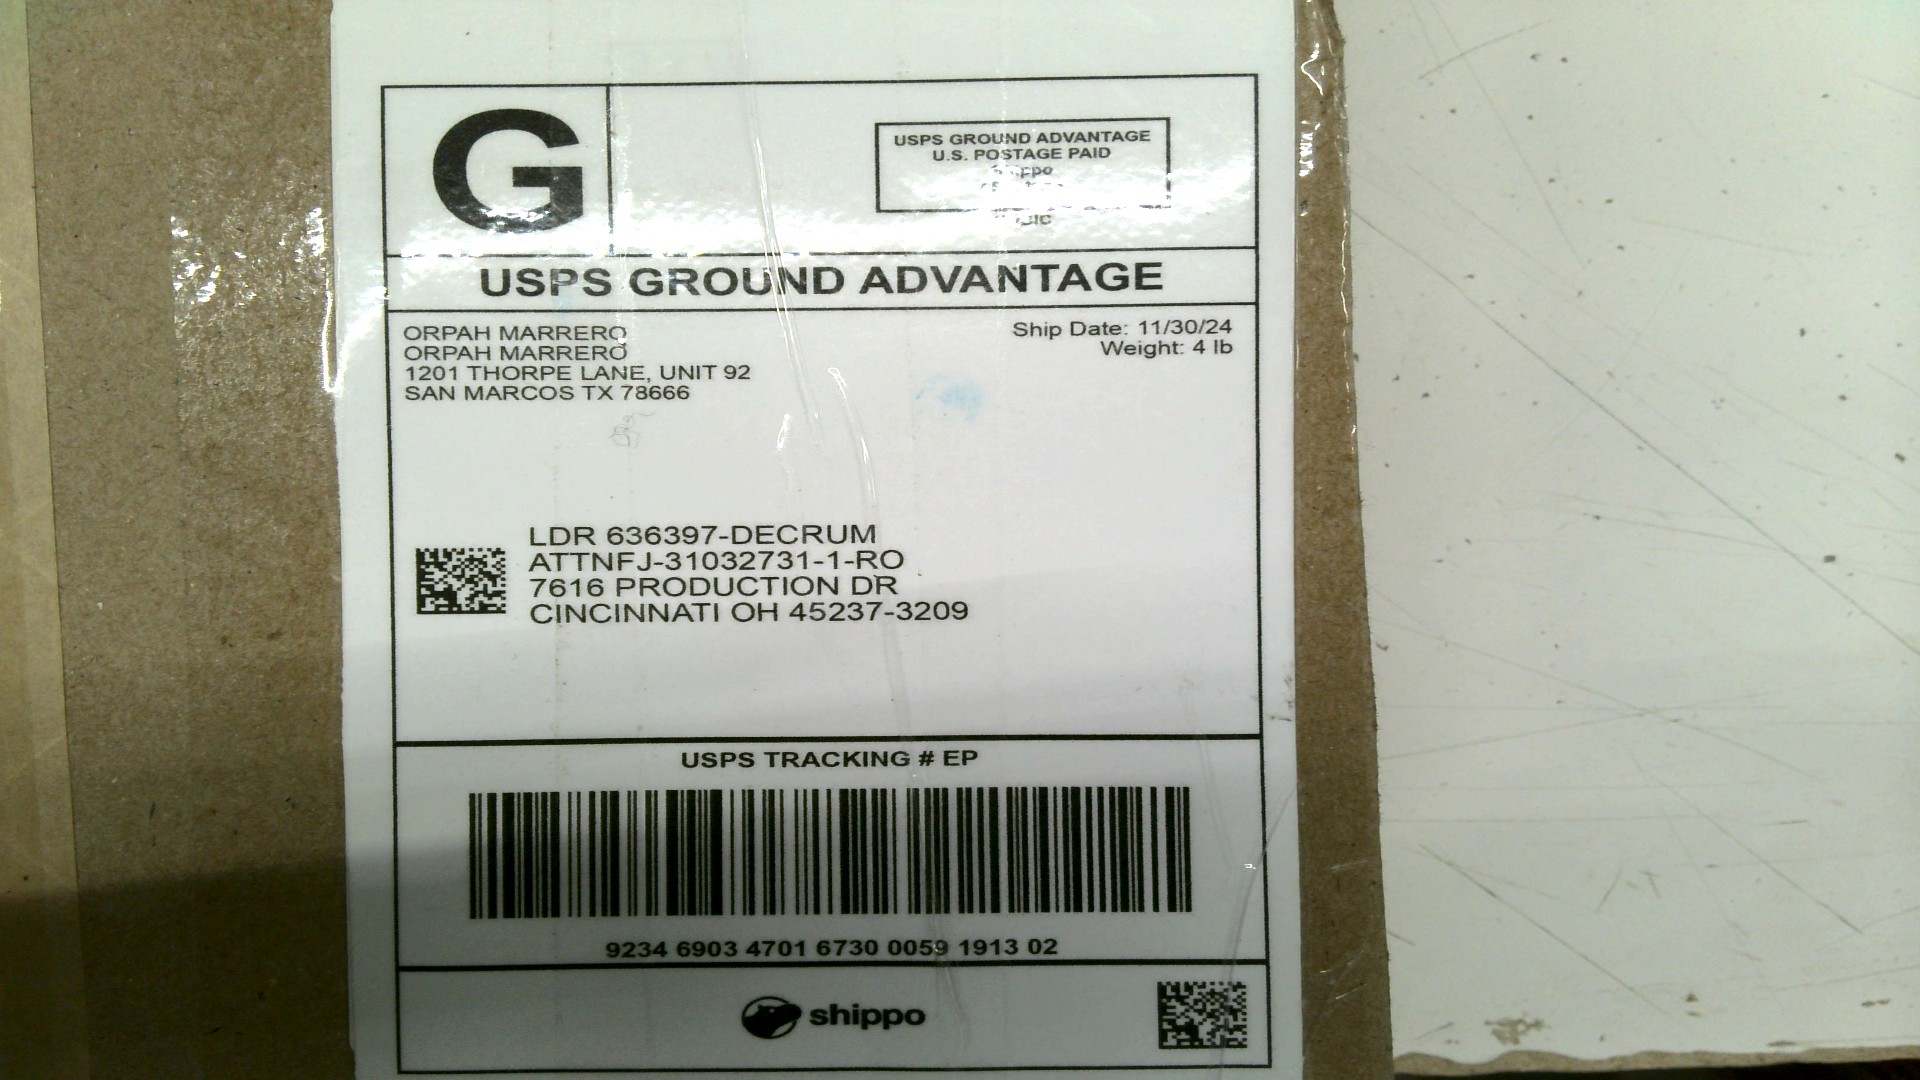 G
USPS GROUND ADVANTAGE
U.S. POSTAGE PAID
USPS GROUND ADVANTAGE
ORPAH MARRERO
ORPAH MARRERO
1201 THORPE LANE, UNIT 92
SAN MARCOS TX 78666
Ship Date: 11/30/24
Weight: 4 lb
LDR 636397-DECRUM
ATTNFJ-31032731-1-RO
7616 PRODUCTION DR
CINCINNATI OH 45237-3209
USPS TRACKING # EP
9234 6903 4701 6730 0059 1913 02
shippo